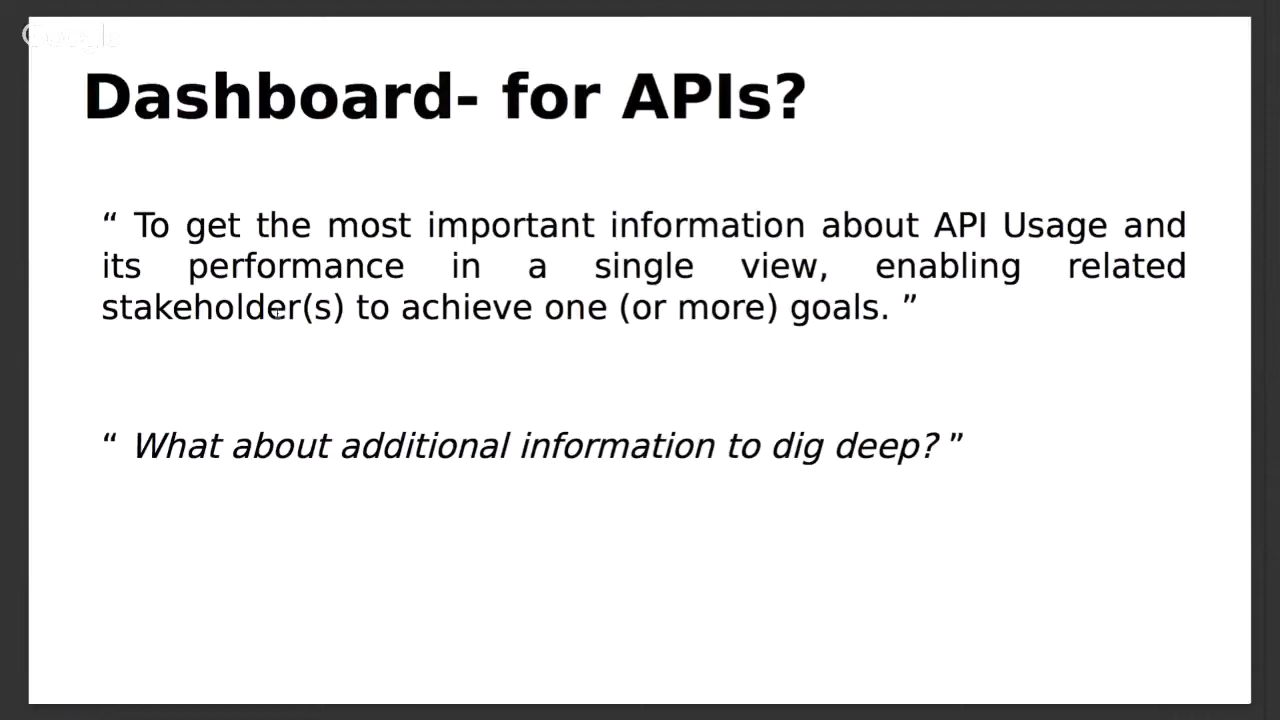 Google
Dashboard- for APIs?
“ To get the most important information about API Usage and
its performance in a single view, enabling related
stakeholder(s) to achieve one (or more) goals. ”
“ What about additional information to dig deep? ”